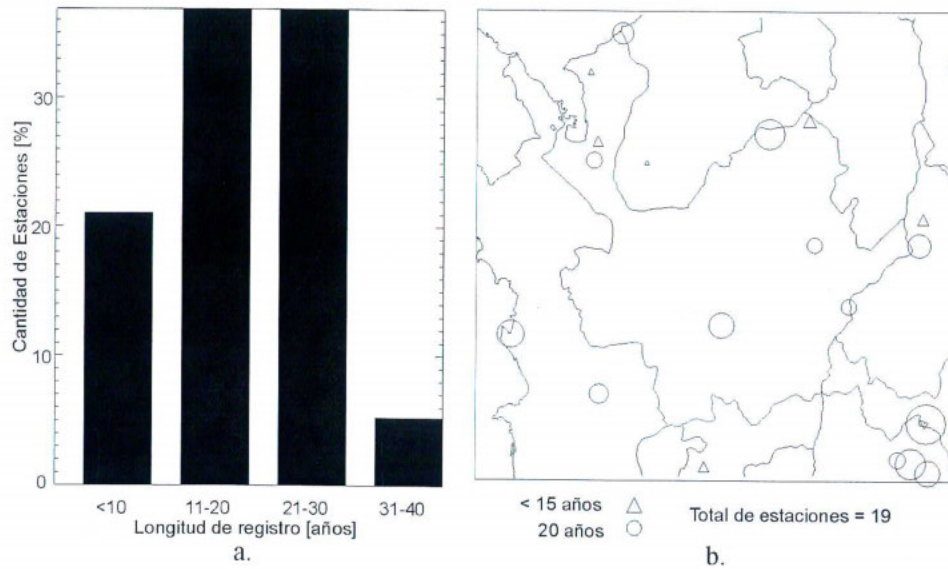 Cantidad de Estaciones [%]
30
20
10
0
<10
11-20
21-30
31-40
Longitud de registro [años]
a.
< 15 años
20 años
Total de estaciones = 19
b.